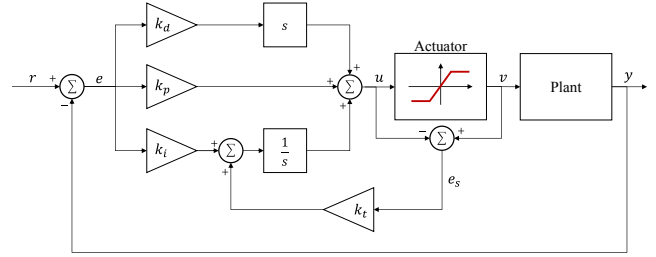 k_d
s
Actuator
r
+
Σ
−
e
k_p
+
+
+
Σ
u
v
Plant
y
k_i
+
Σ
+
1/s
−
Σ
+
e_s
k_t